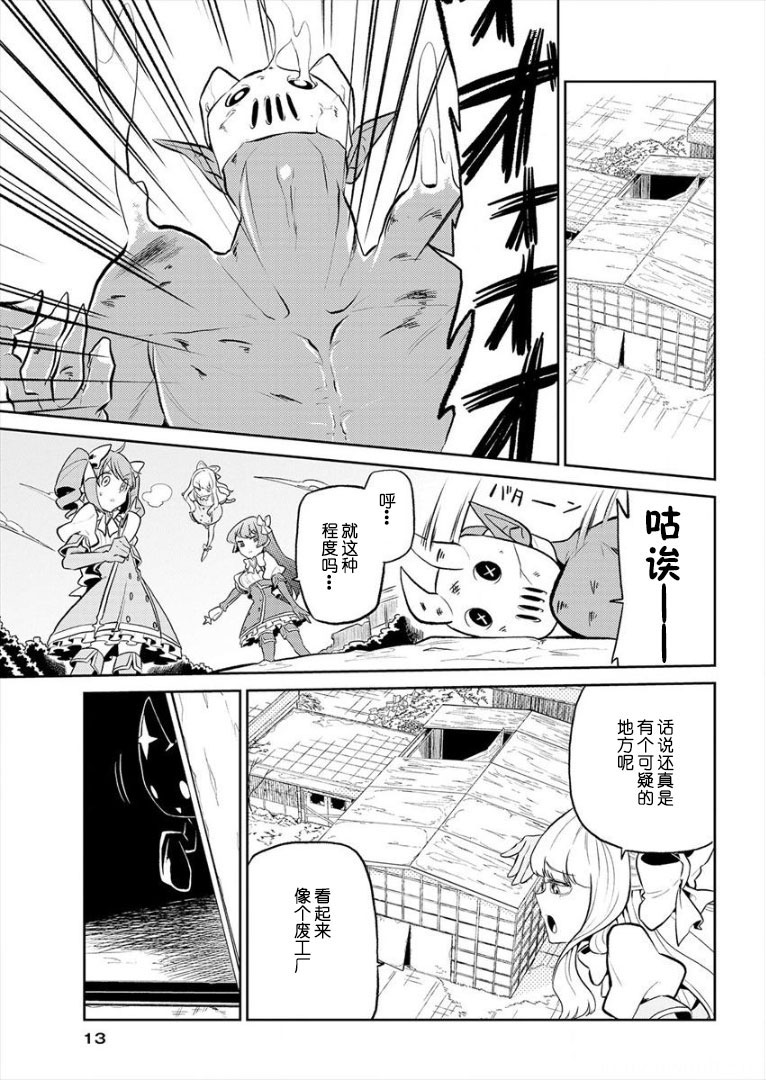 オオオオ
咕诶——
バターン
呼…
就这种
程度吗…
话说还真是
有个可疑的
地方呢
看起来
像个废工厂
13